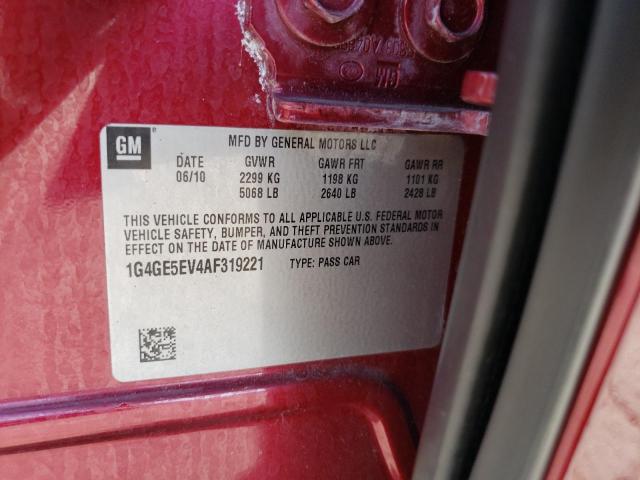 GM
GM
®
MFD BY GENERAL MOTORS LLC
DATE GVWR GAWR FRT GAWR RR
06/10 2299 KG 1198 KG 1101 KG
5068 LB 2640 LB 2428 LB
THIS VEHICLE CONFORMS TO ALL APPLICABLE U.S. FEDERAL MOTOR
VEHICLE SAFETY, BUMPER, AND THEFT PREVENTION STANDARDS IN
EFFECT ON THE DATE OF MANUFACTURE SHOWN ABOVE.
1G4GE5EV4AF319221 TYPE: PASS CAR